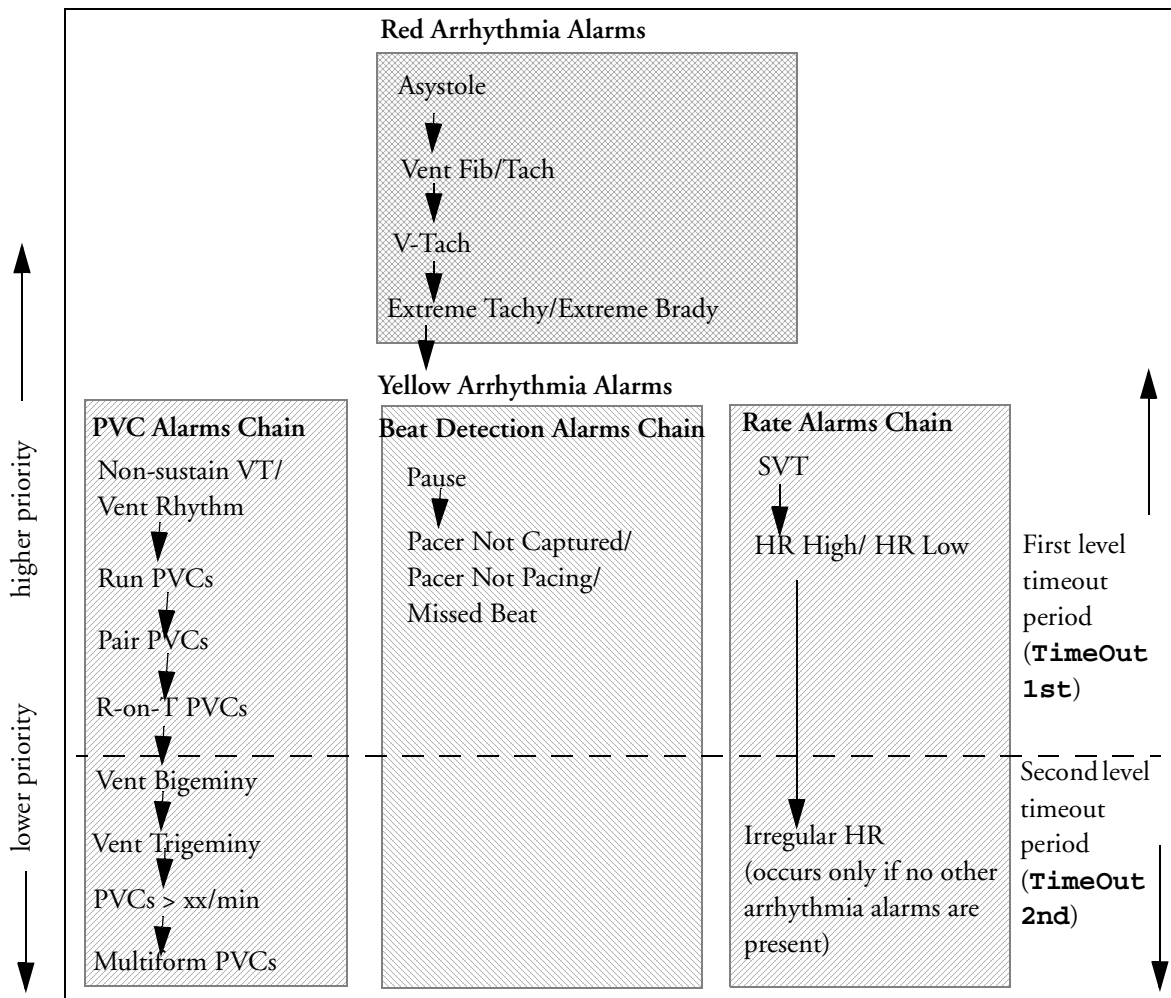 Red Arrhythmia Alarms
Asystole
Vent Fib/Tach
V-Tach
Extreme Tachy/Extreme Brady
Yellow Arrhythmia Alarms
higher priority
lower priority
PVC Alarms Chain
Non-sustain VT/
Vent Rhythm
Run PVCs
Pair PVCs
R-on-T PVCs
Vent Bigeminy
Vent Trigeminy
PVCs > xx/min
Multiform PVCs
Beat Detection Alarms Chain
Pause
Pacer Not Captured/
Pacer Not Pacing/
Missed Beat
Rate Alarms Chain
SVT
HR High/ HR Low
Irregular HR
(occurs only if no other
arrhythmia alarms are
present)
First level
timeout
period
(TimeOut
1st)
Second level
timeout
period
(TimeOut
2nd)